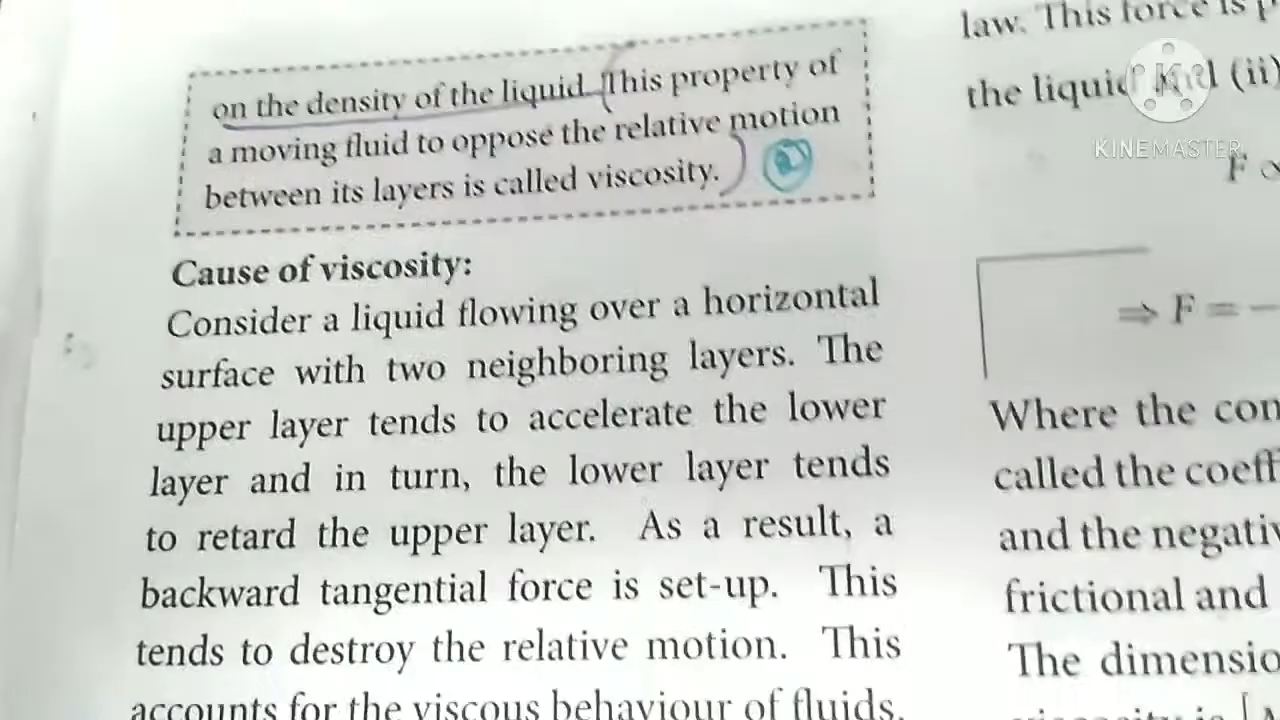 on the density of the liquid. This property of
a moving fluid to oppose the relative motion
between its layers is called viscosity.
Cause of viscosity:
Consider a liquid flowing over a horizontal
surface with two neighboring layers. The
upper layer tends to accelerate the lower
layer and in turn, the lower layer tends
to retard the upper layer. As a result, a
backward tangential force is set-up. This
tends to destroy the relative motion. This
accounts for the viscous behaviour of fluids.
law. This force is
the liquid and (ii)
F ∝
⇒ F = −
Where the
called the
and the
frictional and
The
KINEMASTER